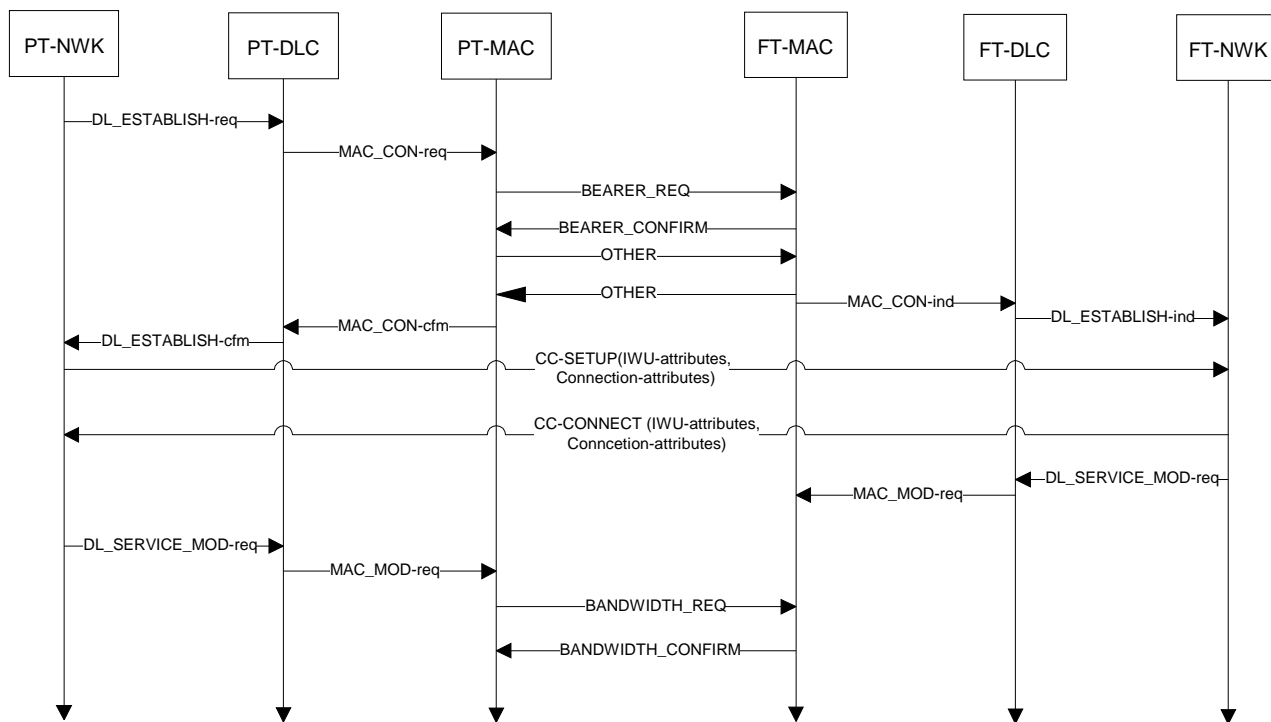 PT-NWK
PT-DLC
PT-MAC
FT-MAC
FT-DLC
FT-NWK
DL_ESTABLISH-req
MAC_CON-req
BEARER_REQ
BEARER_CONFIRM
OTHER
OTHER
MAC_CON-ind
DL_ESTABLISH-ind
MAC_CON-cfm
DL_ESTABLISH-cfm
CC-SETUP(IWU-attributes,
Connection-attributes)
CC-CONNECT (IWU-attributes,
Conncetion-attributes)
DL_SERVICE_MOD-req
MAC_MOD-req
DL_SERVICE_MOD-req
MAC_MOD-req
BANDWIDTH_REQ
BANDWIDTH_CONFIRM